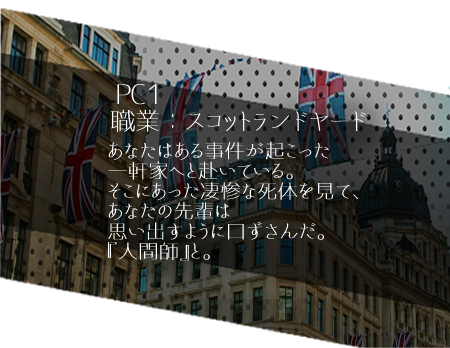 PC1
職業：スコットランドヤード
あなたはある事件が起こった
一軒家へと赴いている。
そこにあった凄惨な死体を見て、
あなたの先輩は
思い出すように口ずさんだ。
『人間師』と。